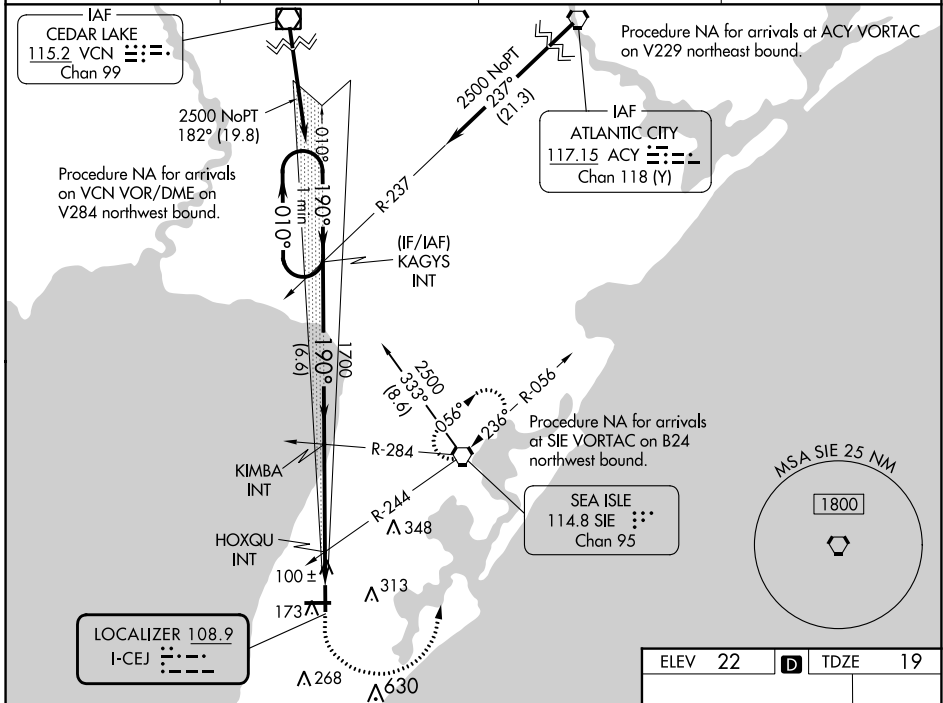 IAF
CEDAR LAKE
115.2 VCN
Chan 99
Procedure NA for arrivals at ACY VORTAC
on V229 northeast bound.
2500 NoPT
237°
(21.3)
2500 NoPT
182° (19.8)
IAF
ATLANTIC CITY
117.15 ACY
Chan 118 (Y)
010°
Procedure NA for arrivals
on VCN VOR/DME on
V284 northwest bound.
010°
1 min
190°
R-237
(IF/IAF)
KAGYS
INT
1700
190°
(6.6)
2500
333°
(8.6)
056°
236°
R-056
Procedure NA for arrivals
at SIE VORTAC on B24
northwest bound.
R-284
KIMBA
INT
MSA SIE 25 NM
1800
SEA ISLE
114.8 SIE
Chan 95
R-244
348
HOXQU
INT
100 ±
313
173
LOCALIZER 108.9
I-CEJ
268
630
ELEV 22 D TDZE 19